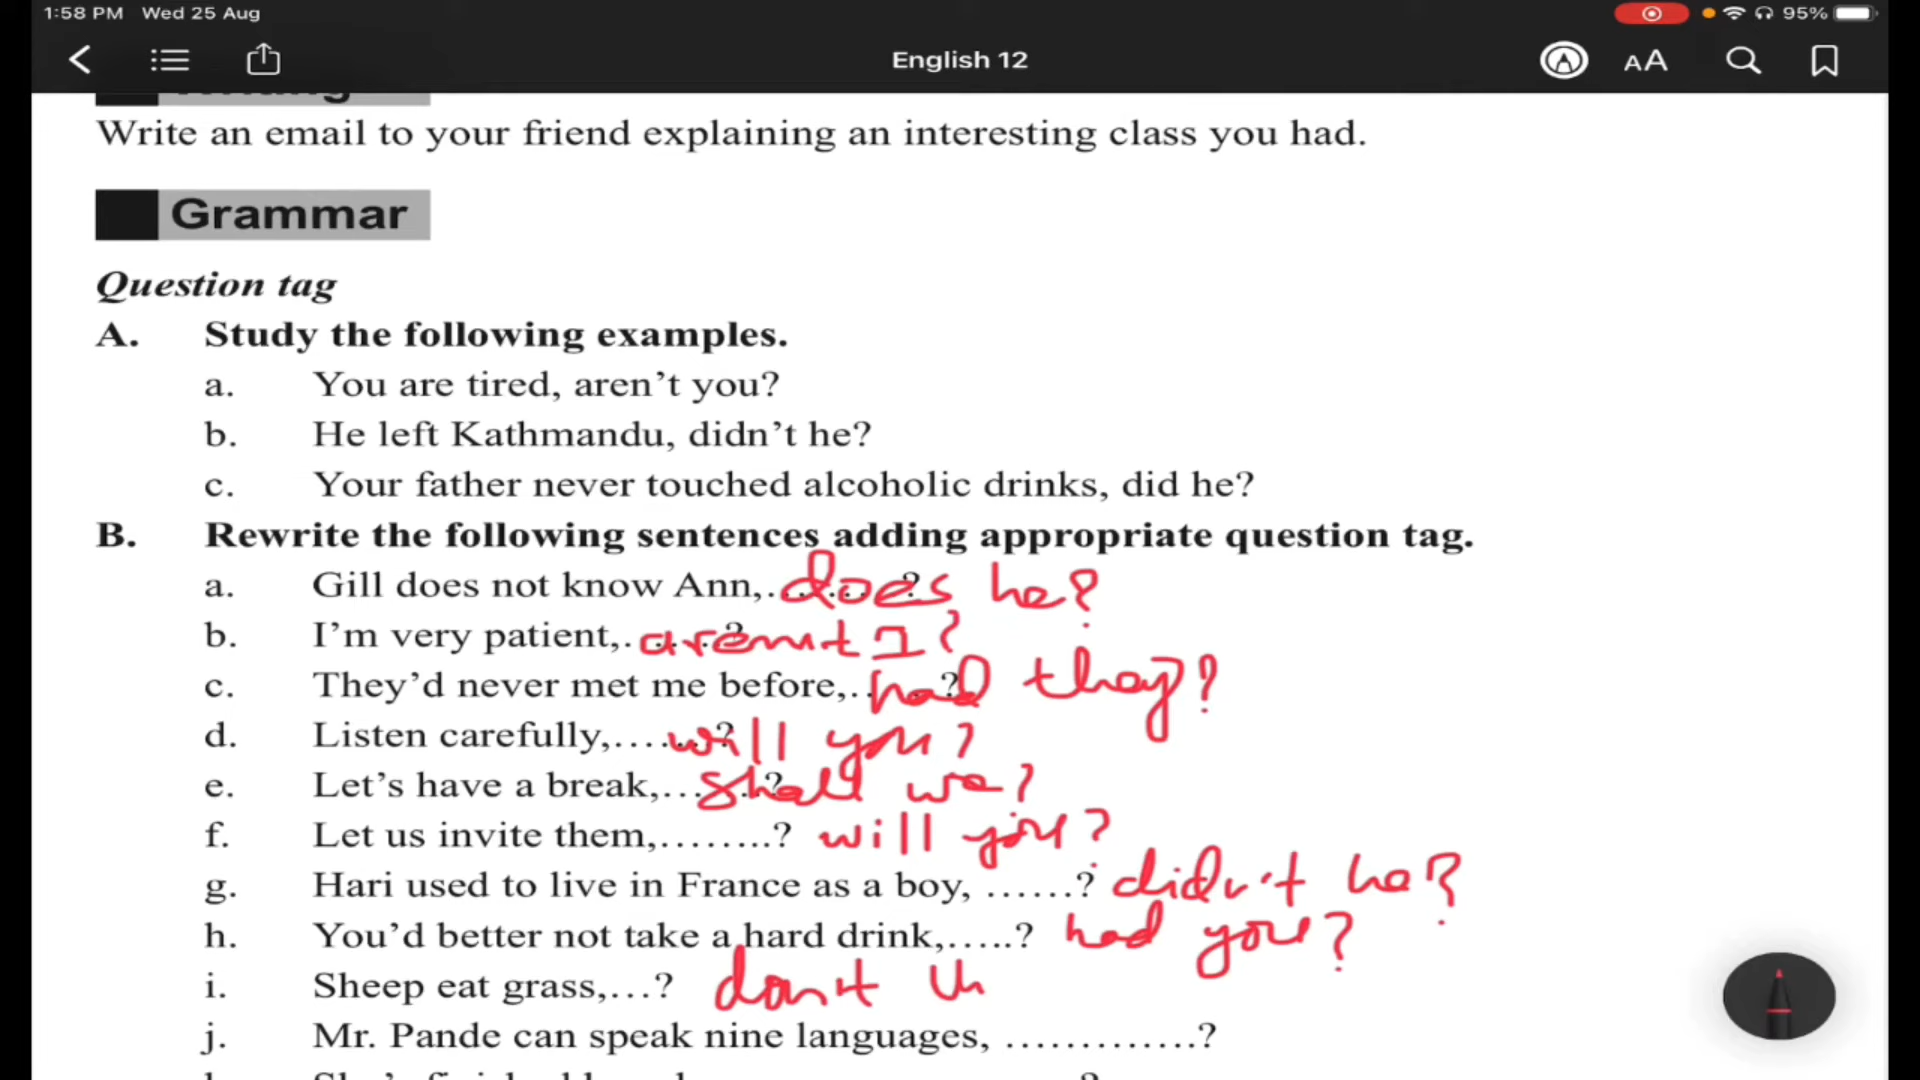 1:58 PM Wed 25 Aug 95%
English 12
Write an email to your friend explaining an interesting class you had.
Grammar
Question tag
A. Study the following examples.
a. You are tired, aren't you?
b. He left Kathmandu, didn't he?
c. Your father never touched alcoholic drinks, did he?
B. Rewrite the following sentences adding appropriate question tag.
a. Gill does not know Ann,........? does he?
b. I'm very patient,........? arent I?
c. They'd never met me before,........? had they?
d. Listen carefully,........? will you?
e. Let's have a break,........? shall we?
f. Let us invite them,........? will you?
g. Hari used to live in France as a boy, ......? didn't he?
h. You'd better not take a hard drink,.....? had you?
i. Sheep eat grass,...? don't th
j. Mr. Pande can speak nine languages, .............?